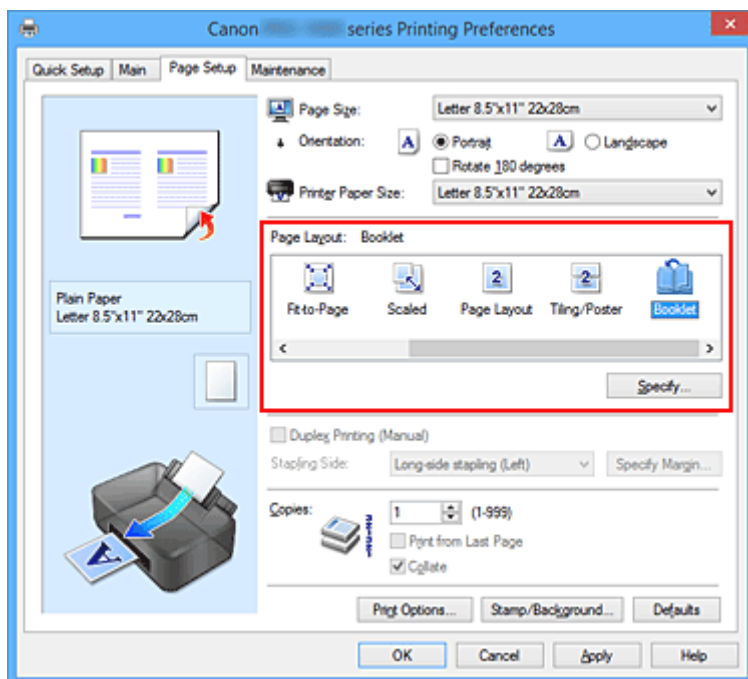 Canon series Printing Preferences
Quick Setup Main Page Setup Maintenance
Page Size: Letter 8.5"x11" 22x28cm
Orientation: A Portrait A Landscape
Rotate 180 degrees
Printer Paper Size: Letter 8.5"x11" 22x28cm
Page Layout: Booklet
2 2
Fit-to-Page Scaled Page Layout Tiling/Poster Booklet
Specify...
Plain Paper
Letter 8.5"x11" 22x28cm
Duplex Printing (Manual)
Stapling Side: Long-side stapling (Left) Specify Margin...
Copies: 1 (1-999)
Print from Last Page
Collate
A
Print Options... Stamp/Background... Defaults
OK Cancel Apply Help